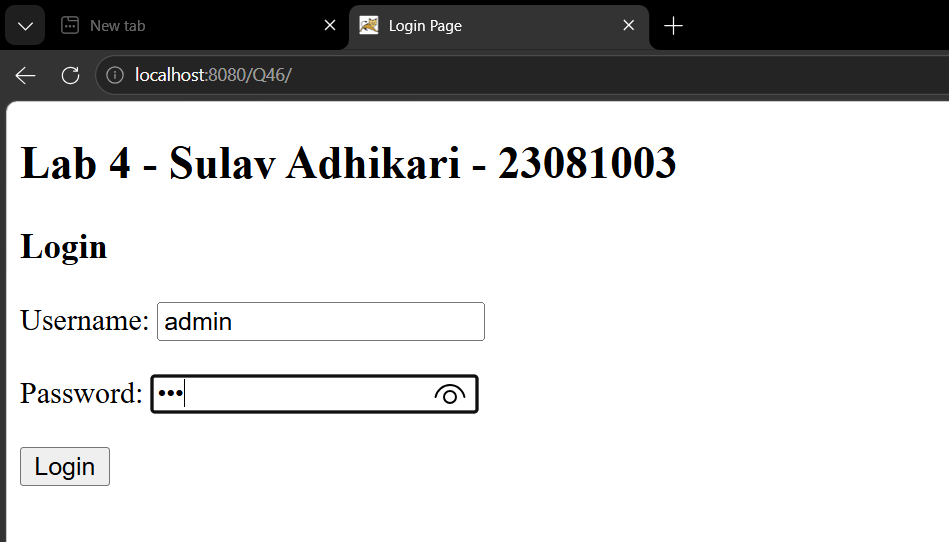 New tab
Login Page
localhost:8080/Q46/
Lab 4 - Sulav Adhikari - 23081003
Login
Username: admin
Password: •••
Login